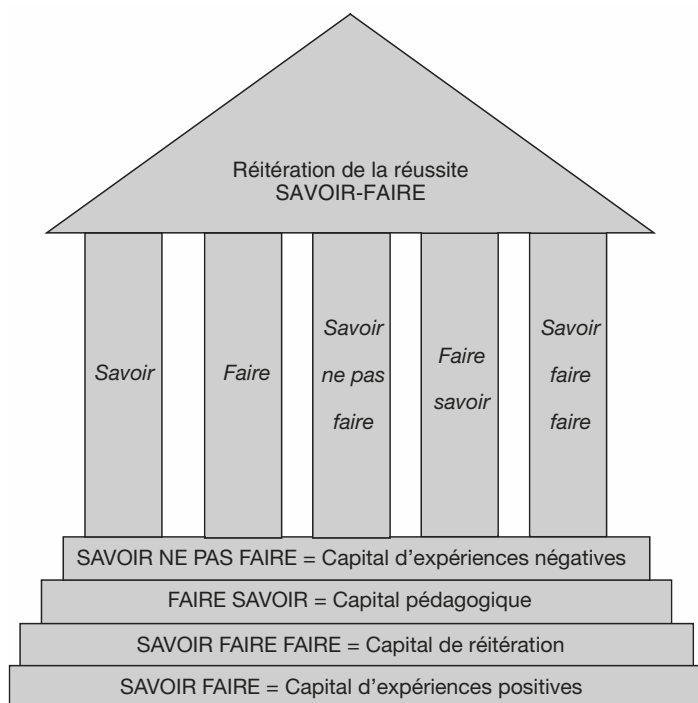 Réitération de la réussite
SAVOIR-FAIRE
Savoir
Faire
Savoir
ne pas
faire
Faire
savoir
Savoir
faire
faire
SAVOIR NE PAS FAIRE = Capital d’expériences négatives
FAIRE SAVOIR = Capital pédagogique
SAVOIR FAIRE FAIRE = Capital de réitération
SAVOIR FAIRE = Capital d’expériences positives